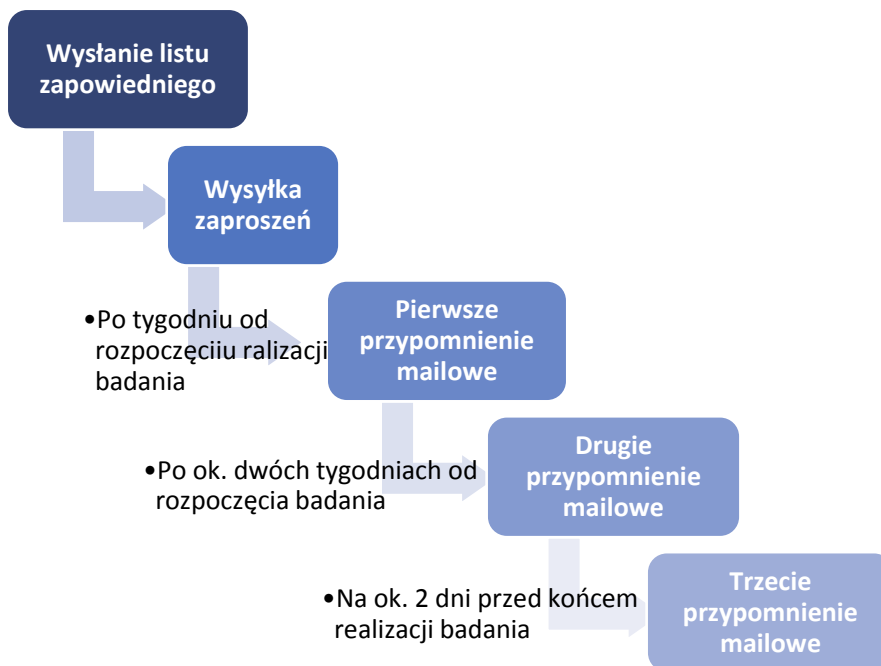 Wysłanie listu
zapowiedniego
Wysyłka
zaproszeń
•Po tygodniu od
rozpoczęciiu ralizacji
badania
Pierwsze
przypomnienie
mailowe
•Po ok. dwóch tygodniach od
rozpoczęcia badania
Drugie
przypomnienie
mailowe
•Na ok. 2 dni przed końcem
realizacji badania
Trzecie
przypomnienie
mailowe